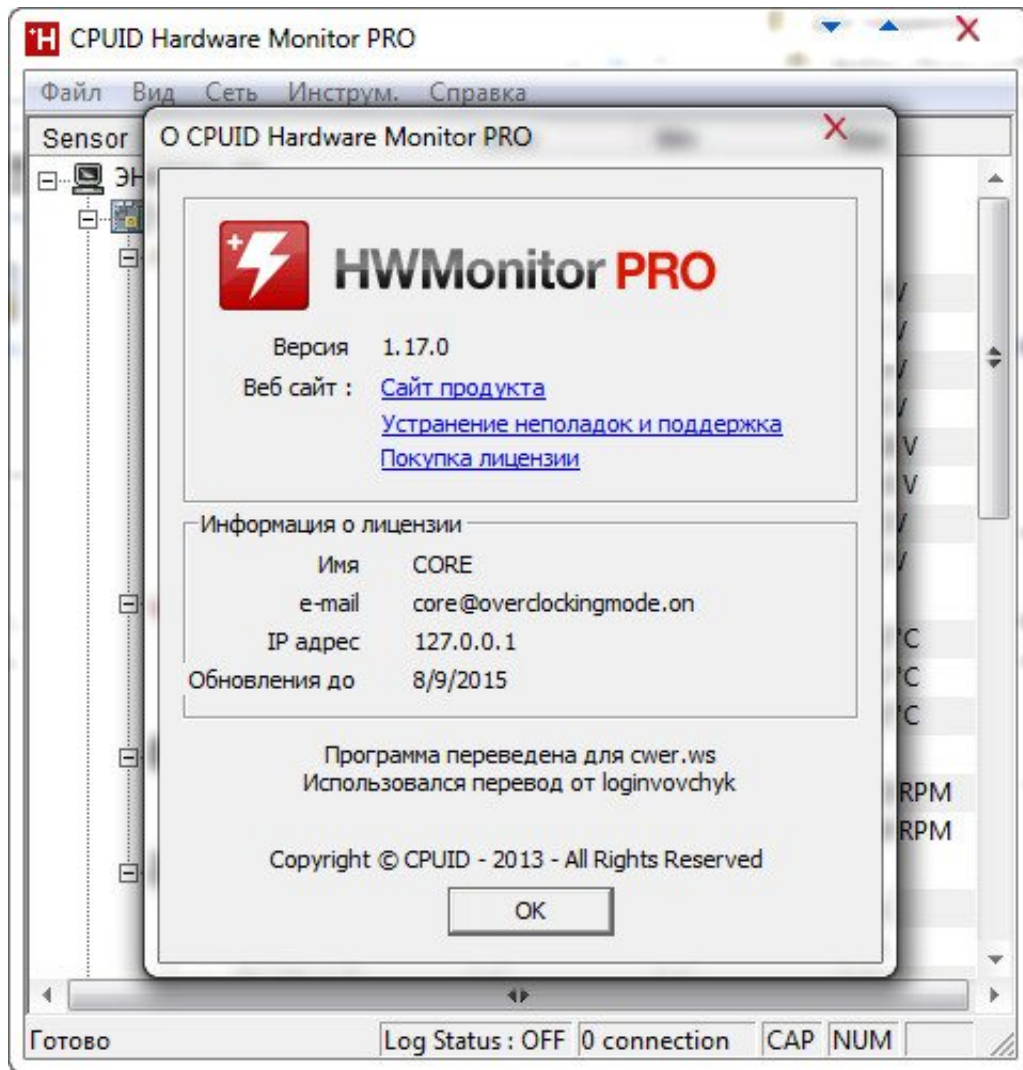 CPUID Hardware Monitor PRO
Файл Вид Сеть Инструм. Справка
Sensor
О CPUID Hardware Monitor PRO
HWMonitor PRO
Версия 1.17.0
Веб сайт : Сайт продукта
Устранение неполадок и поддержка
Покупка лицензии
V
V
V
V
V
V
V
V
Информация о лицензии
Имя CORE
e-mail core@overclockingmode.on
IP адрес 127.0.0.1
°C
Обновления до 8/9/2015
°C
°C
Программа переведена для cwer.ws
Использовался перевод от loginvovchyk
RPM
RPM
Copyright © CPUID - 2013 - All Rights Reserved
OK
Готово Log Status : OFF 0 connection CAP NUM